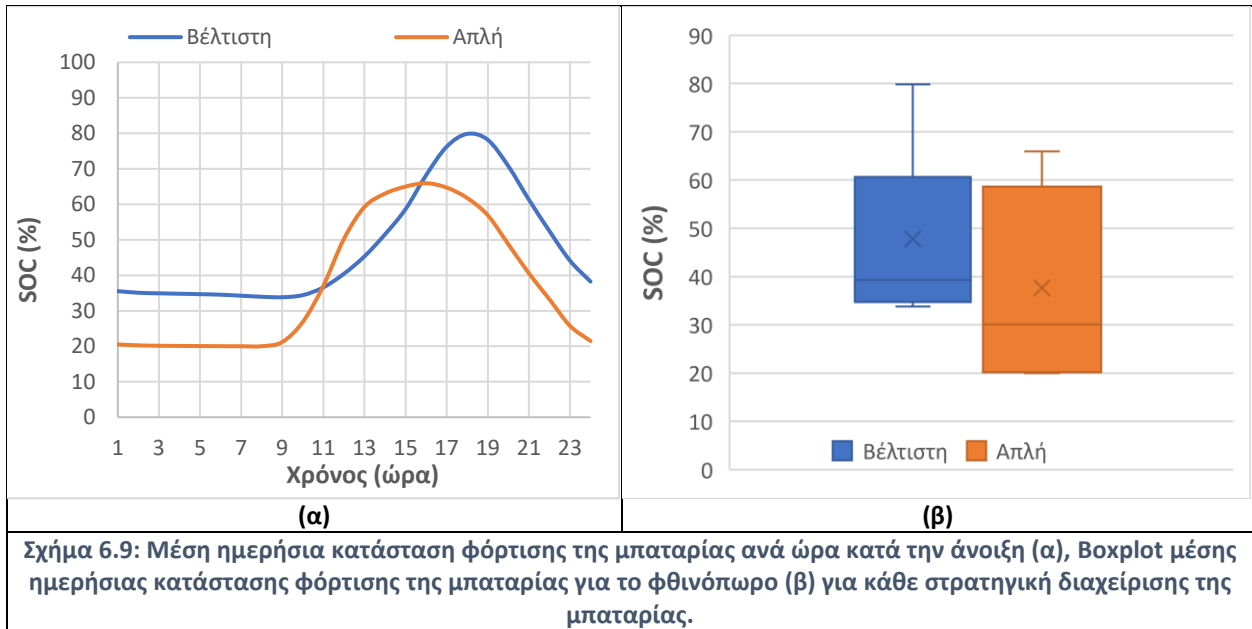 Βέλτιστη Απλή
100
90
80
70
60
50
40
30
20
10
0
SOC (%)
1 3 5 7 9 11 13 15 17 19 21 23
Χρόνος (ώρα)
(α)
90
80
70
60
50
40
30
20
10
0
SOC (%)
Βέλτιστη Απλή
(β)
Σχήμα 6.9: Μέση ημερήσια κατάσταση φόρτισης της μπαταρίας ανά ώρα κατά την άνοιξη (α), Boxplot μέσης
ημερήσιας κατάστασης φόρτισης της μπαταρίας για το φθινόπωρο (β) για κάθε στρατηγική διαχείρισης της
μπαταρίας.